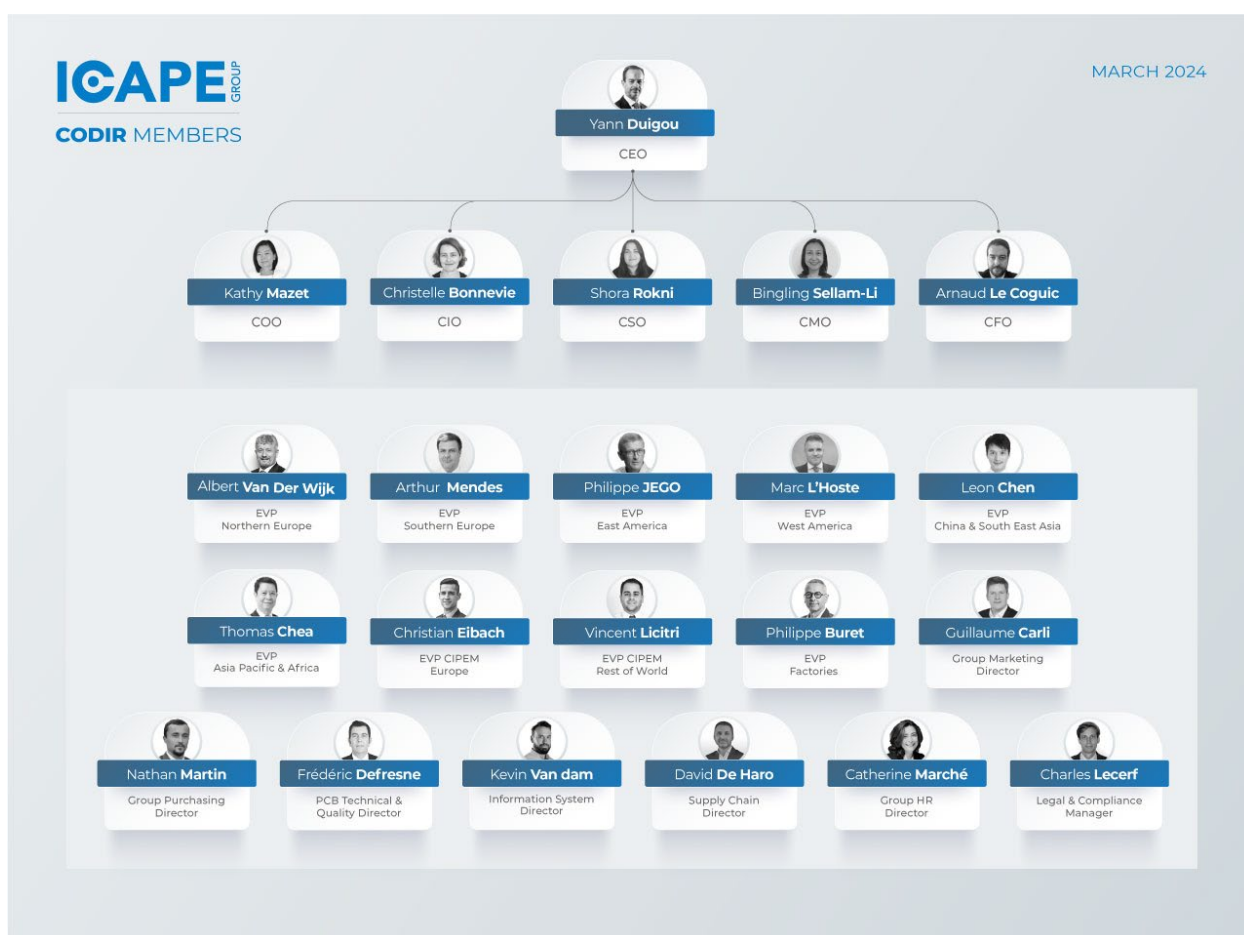 ICAPE GROUP
CODIR MEMBERS
MARCH 2024
Yann Duigou
CEO
Kathy Mazet
COO
Christelle Bonnevie
CIO
Shora Rokni
CSO
Bingling Sellam-Li
CMO
Arnaud Le Coguic
CFO
Albert Van Der Wijk
EVP
Northern Europe
Arthur Mendes
EVP
Southern Europe
Philippe JEGO
EVP
East America
Marc L'Hoste
EVP
West America
Leon Chen
EVP
China & South East Asia
Thomas Chea
EVP
Asia Pacific & Africa
Christian Eibach
EVP CIPEM
Europe
Vincent Licitri
EVP CIPEM
Rest of World
Philippe Buret
EVP
Factories
Guillaume Carli
Group Marketing
Director
Nathan Martin
Group Purchasing
Director
Frédéric Defresne
PCB Technical &
Quality Director
Kevin Van dam
Information System
Director
David De Haro
Supply Chain
Director
Catherine Marché
Group HR
Director
Charles Lecerf
Legal & Compliance
Manager